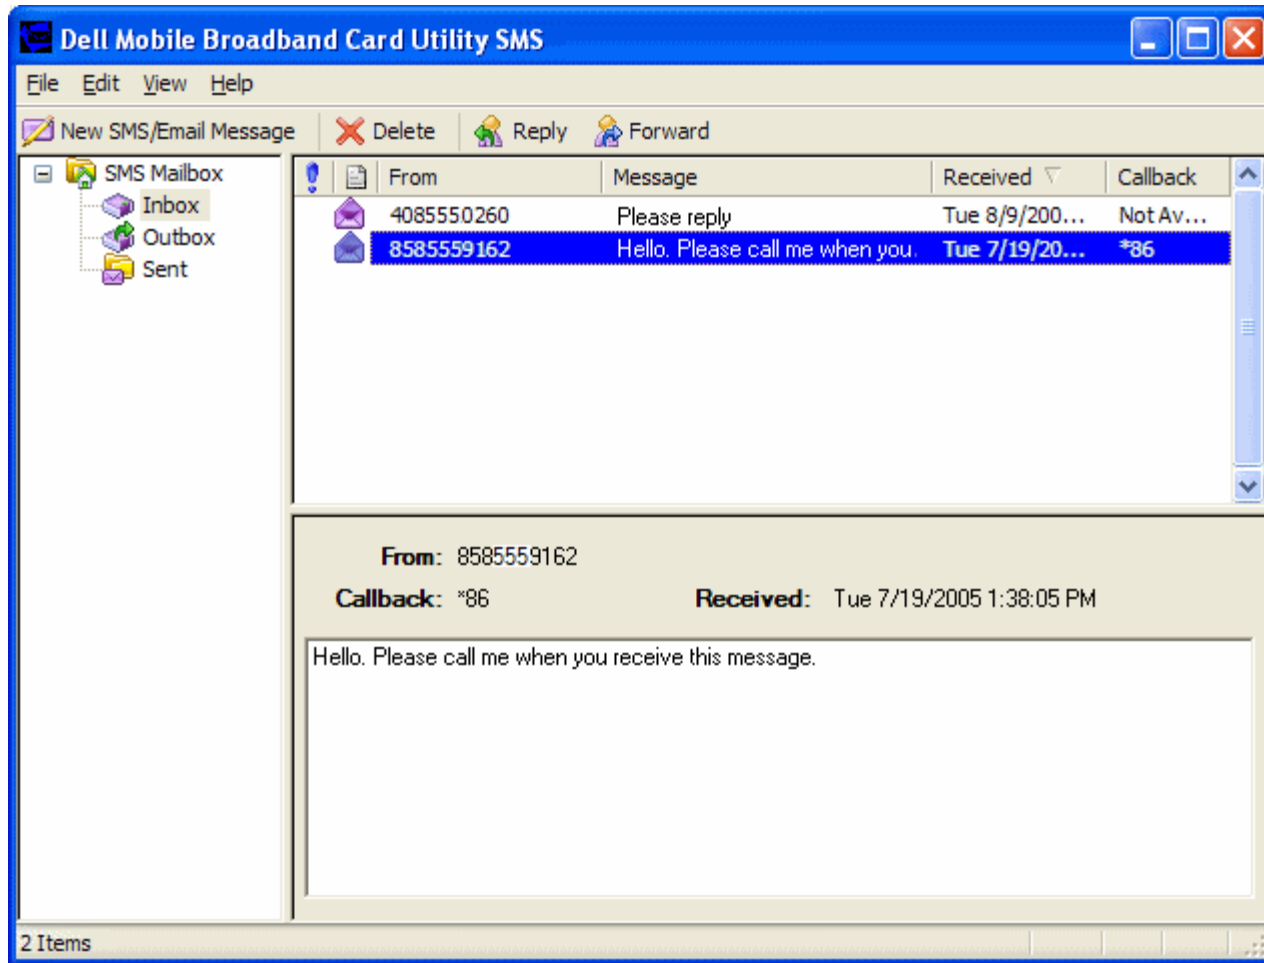 Dell Mobile Broadband Card Utility SMS
File Edit View Help
New SMS/Email Message Delete Reply Forward
SMS Mailbox
Inbox
Outbox
Sent
From Message Received Callback
4085550260 Please reply Tue 8/9/200... Not Av...
8585559162 Hello. Please call me when you. Tue 7/19/20... *86
From: 8585559162
Callback: *86 Received: Tue 7/19/2005 1:38:05 PM
Hello. Please call me when you receive this message.
2 Items